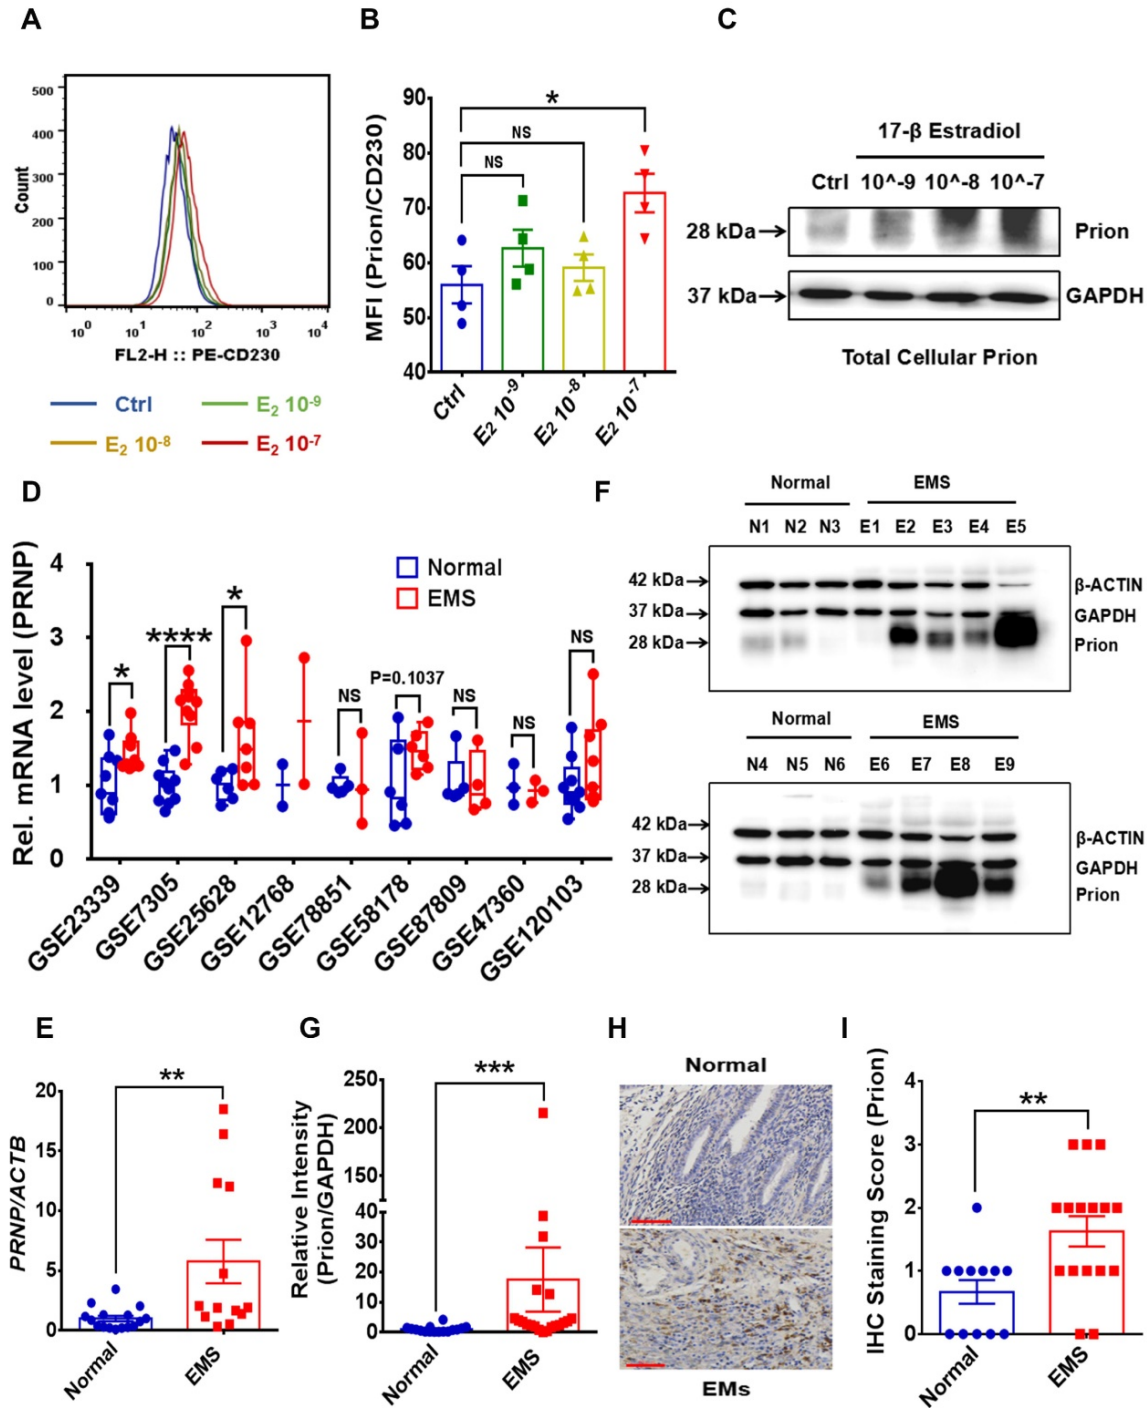 A
500
400
300
200
100
0
Count
10^0 10^1 10^2 10^3 10^4
FL2-H :: PE-CD230
Ctrl
E₂ 10^-9
E₂ 10^-8
E₂ 10^-7
B
90
80
70
60
50
40
MFI (Prion/CD230)
*
NS
NS
Ctrl
E₂ 10^-9
E₂ 10^-8
E₂ 10^-7
C
17-β Estradiol
Ctrl 10^-9 10^-8 10^-7
28 kDa→ Prion
37 kDa→ GAPDH
Total Cellular Prion
D
Rel. mRNA level (PRNP)
4
3
2
1
0
Normal
EMS
*
****
*
NS
P=0.1037
NS
NS
NS
GSE23339
GSE7305
GSE25628
GSE12768
GSE78851
GSE58178
GSE87809
GSE47360
GSE120103
F
Normal EMS
N1 N2 N3 E1 E2 E3 E4 E5
42 kDa→ β-ACTIN
37 kDa→ GAPDH
28 kDa→ Prion
Normal EMS
N4 N5 N6 E6 E7 E8 E9
42 kDa→ β-ACTIN
37 kDa→ GAPDH
28 kDa→ Prion
E
PRNP/ACTB
20
15
10
5
0
**
Normal
EMS
G
Relative Intensity
(Prion/GAPDH)
250
200
150
100
50
40
30
20
10
0
***
Normal
EMS
H
Normal
EMs
I
IHC Staining Score (Prion)
4
3
2
1
0
**
Normal
EMS